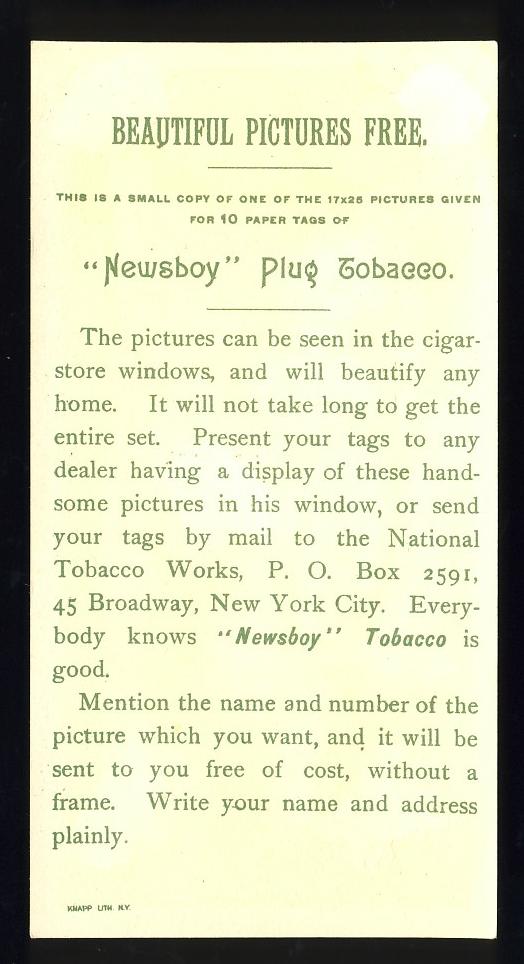 BEAUTIFUL PICTURES FREE.
THIS IS A SMALL COPY OF ONE OF THE 17x25 PICTURES GIVEN
FOR 10 PAPER TAGS OF
"Newsboy" Plug Tobacco.
The pictures can be seen in the cigar-
store windows, and will beautify any
home. It will not take long to get the
entire set. Present your tags to any
dealer having a display of these hand-
some pictures in his window, or send
your tags by mail to the National
Tobacco Works, P. O. Box 2591,
45 Broadway, New York City. Every-
body knows "Newsboy" Tobacco is
good.
Mention the name and number of the
picture which you want, and it will be
sent to you free of cost, without a
frame. Write your name and address
plainly.
KNAPP LITH. N.Y.